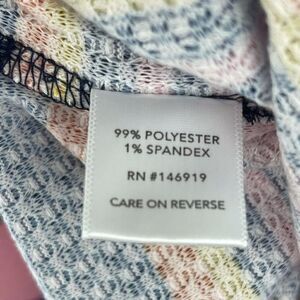 99% POLYESTER
1% SPANDEX
RN #146919
CARE ON REVERSE